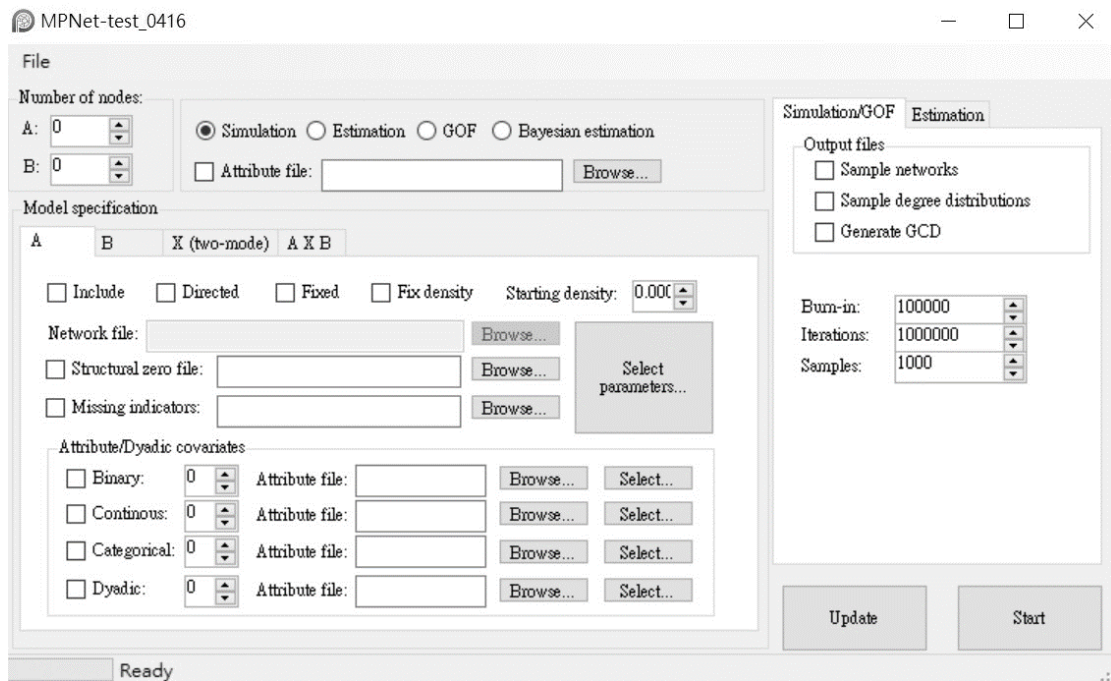 MPNet-test_0416
File
Number of nodes:
A: 0
B: 0
Simulation Estimation GOF Bayesian estimation
Attribute file: Browse...
Model specification
A B X (two-mode) A X B
Include Directed Fixed Fix density Starting density: 0.000
Network file: Browse...
Structural zero file: Browse...
Missing indicators: Browse...
Select
parameters...
Attribute/Dyadic covariates
Binary: 0 Attribute file: Browse... Select...
Continous: 0 Attribute file: Browse... Select...
Categorical: 0 Attribute file: Browse... Select...
Dyadic: 0 Attribute file: Browse... Select...
Simulation/GOF Estimation
Output files
Sample networks
Sample degree distributions
Generate GCD
Burn-in: 100000
Iterations: 1000000
Samples: 1000
Update Start
Ready